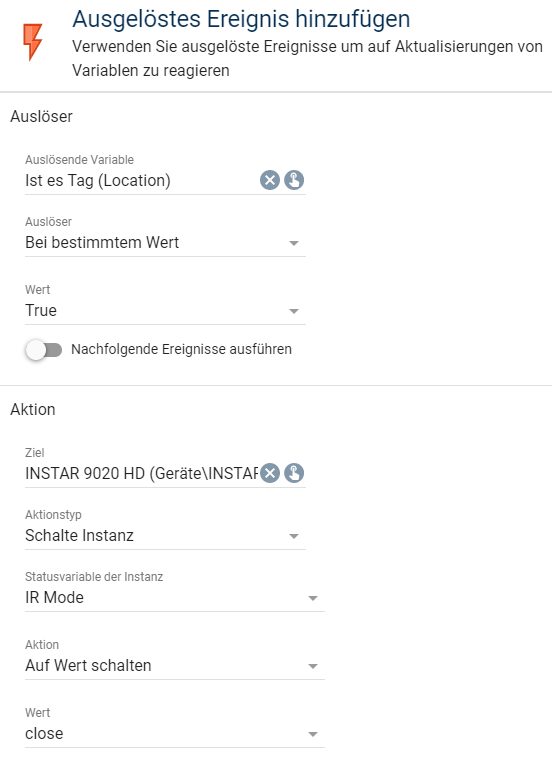 Ausgelöstes Ereignis hinzufügen
Verwenden Sie ausgelöste Ereignisse um auf Aktualisierungen von
Variablen zu reagieren
Auslöser
Auslösende Variable
Ist es Tag (Location)
Auslöser
Bei bestimmtem Wert
Wert
True
Nachfolgende Ereignisse ausführen
Aktion
Ziel
INSTAR 9020 HD (Geräte\INSTAR
Aktionstyp
Schalte Instanz
Statusvariable der Instanz
IR Mode
Aktion
Auf Wert schalten
Wert
close